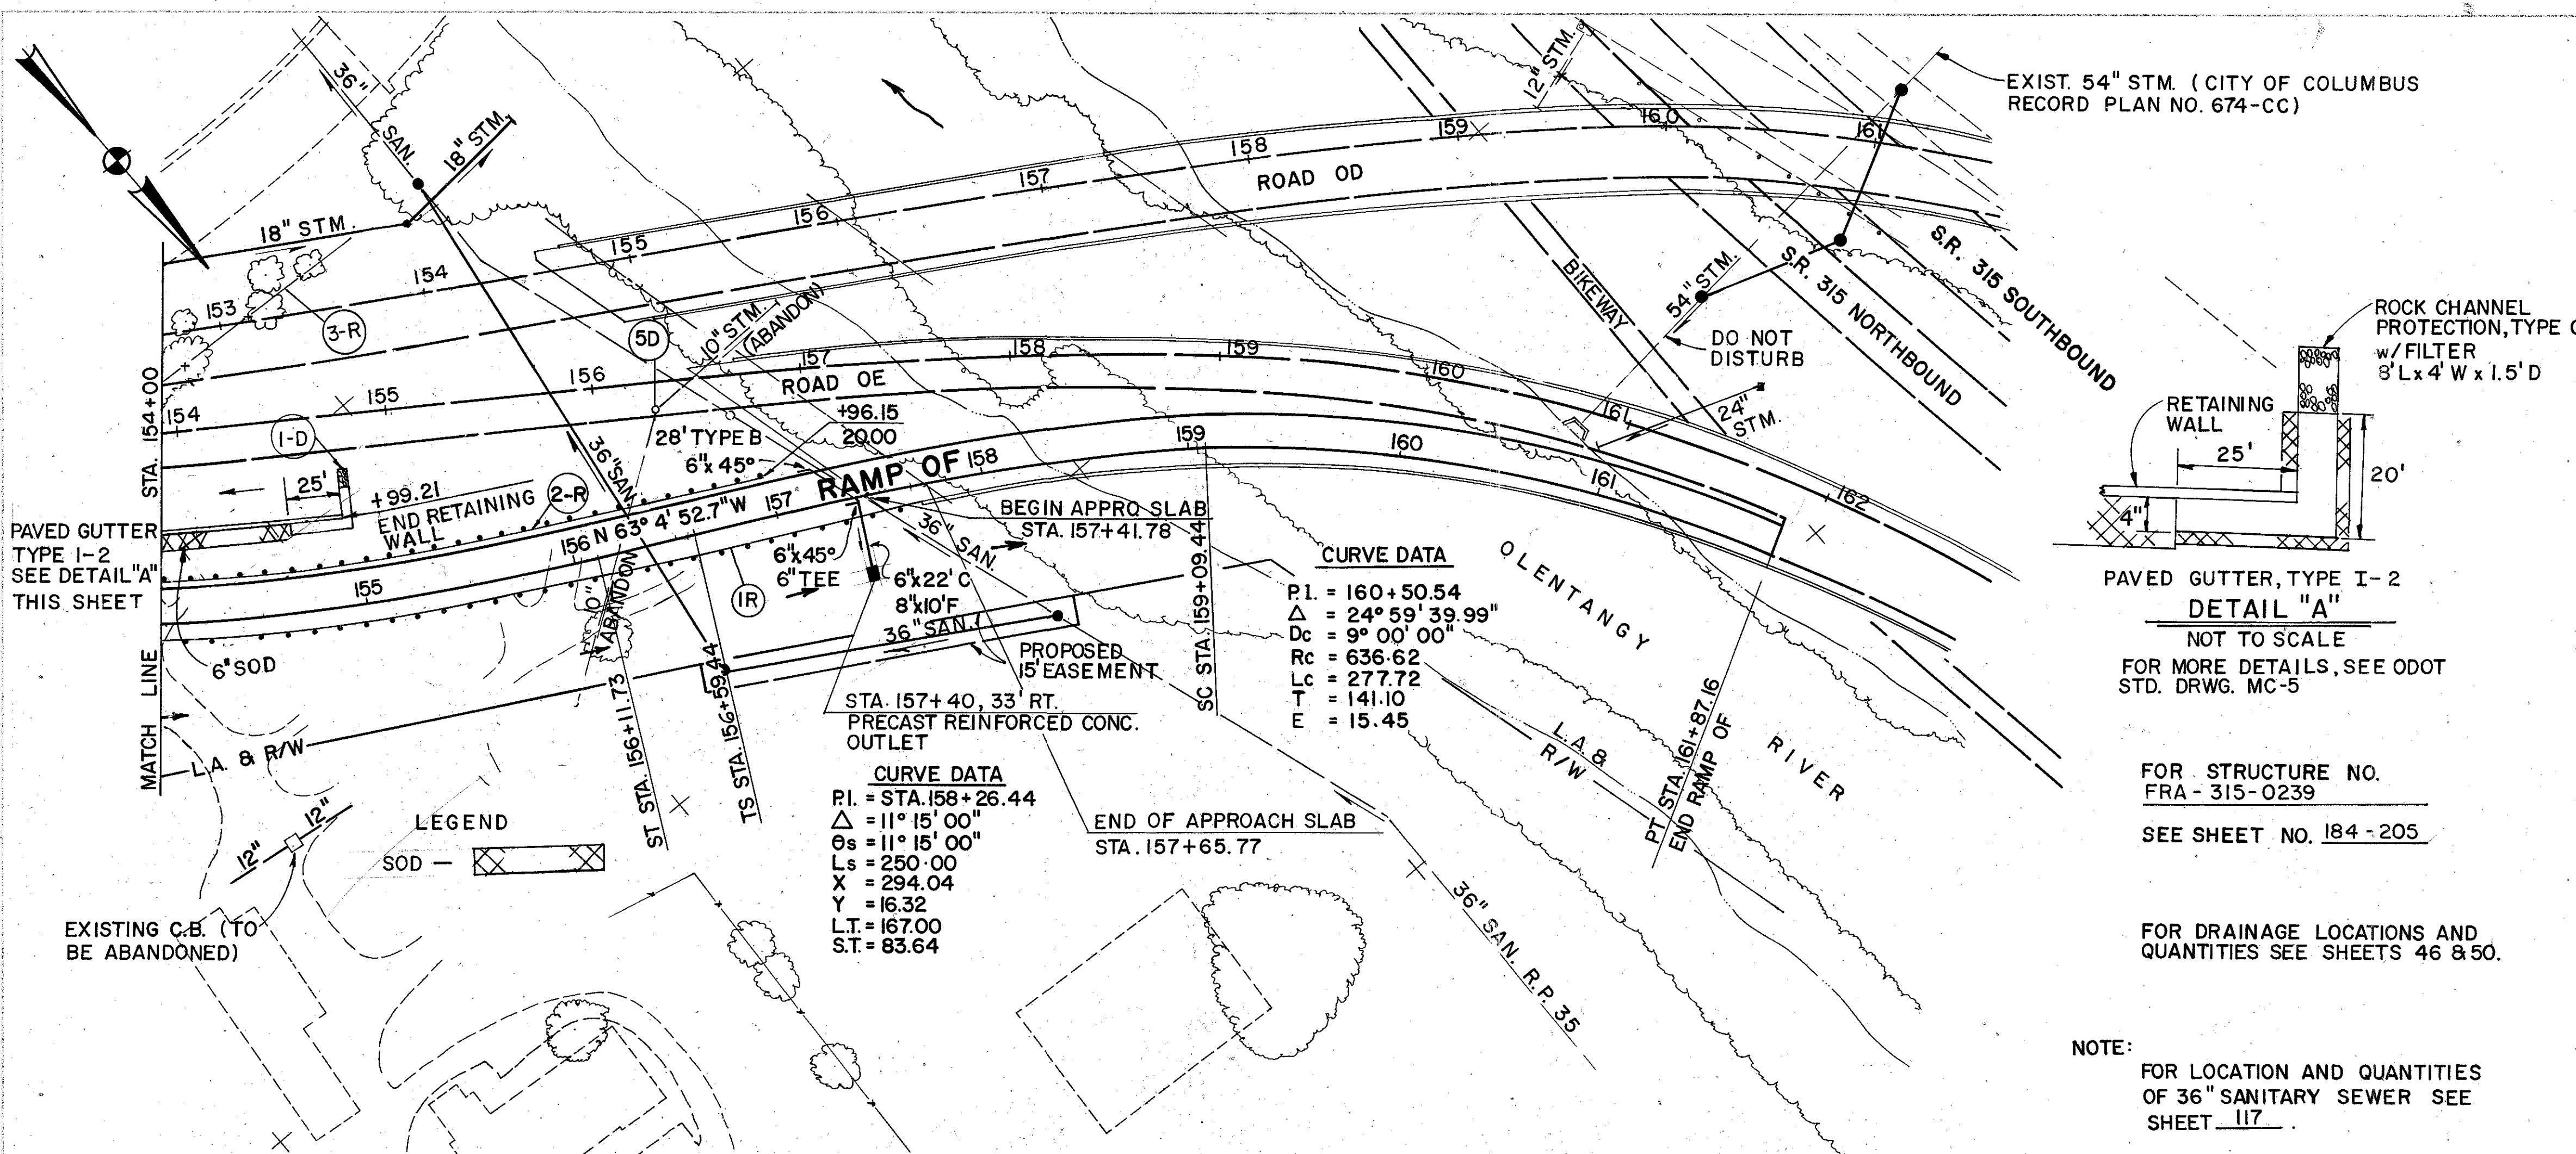 36"
SAN.
18" STM.
18" STM.
12" STM.
EXIST. 54" STM. (CITY OF COLUMBUS
RECORD PLAN NO. 674-CC)
153
154
155
156
157
158
159
160
161
ROAD OD
3-R
5D
10" STM.
(ABANDON)
BIKEWAY
54" STM.
DO NOT
DISTURB
S.R. 315 NORTHBOUND
S.R. 315 SOUTHBOUND
24"
STM.
154
155
156
157
158
159
160
161
162
ROAD OE
STA. 154+00
MATCH LINE
1-D
25'
+99.21
END RETAINING
WALL
2-R
36" SAN.
28' TYPE B
6"x 45°
+96.15
20.00
RAMP OF
155
156
N 63° 4' 52.7" W
157
158
159
160
161
PAVED GUTTER
TYPE I-2
SEE DETAIL "A"
THIS SHEET
6" SOD
10"
ABANDON
1R
6"x45°
6" TEE
6"x22' C
8"x10'F
36" SAN.
36" SAN.
BEGIN APPRO SLAB
STA. 157+41.78
PROPOSED
15' EASEMENT
ST STA. 156+11.73
TS STA. 156+59.44
SC STA. 159+09.44
STA. 157+40, 33' RT.
PRECAST REINFORCED CONC.
OUTLET
CURVE DATA
P.I. = 160+50.54
Δ = 24° 59' 39.99"
Dc = 9° 00' 00"
Rc = 636.62
Lc = 277.72
T = 141.10
E = 15.45
OLENTANGY
RIVER
L.A. &
R/W
PT STA. 161+87.16
END RAMP OF
L.A. & R/W
CURVE DATA
P.I. = STA.158+26.44
Δ = 11° 15' 00"
θs = 11° 15' 00"
Ls = 250.00
X = 294.04
Y = 16.32
L.T. = 167.00
S.T. = 83.64
END OF APPROACH SLAB
STA. 157+65.77
36" SAN. R.P. 35
12"
12"
LEGEND
SOD —
EXISTING C.B. (TO
BE ABANDONED)
ROCK CHANNEL
PROTECTION, TYPE C
w/ FILTER
8' L x 4' W x 1.5' D
RETAINING
WALL
25'
20'
4"
PAVED GUTTER, TYPE I-2
DETAIL "A"
NOT TO SCALE
FOR MORE DETAILS, SEE ODOT
STD. DRWG. MC-5
FOR STRUCTURE NO.
FRA-315-0239
SEE SHEET NO. 184-205
FOR DRAINAGE LOCATIONS AND
QUANTITIES SEE SHEETS 46 & 50.
NOTE:
FOR LOCATION AND QUANTITIES
OF 36" SANITARY SEWER SEE
SHEET 117.